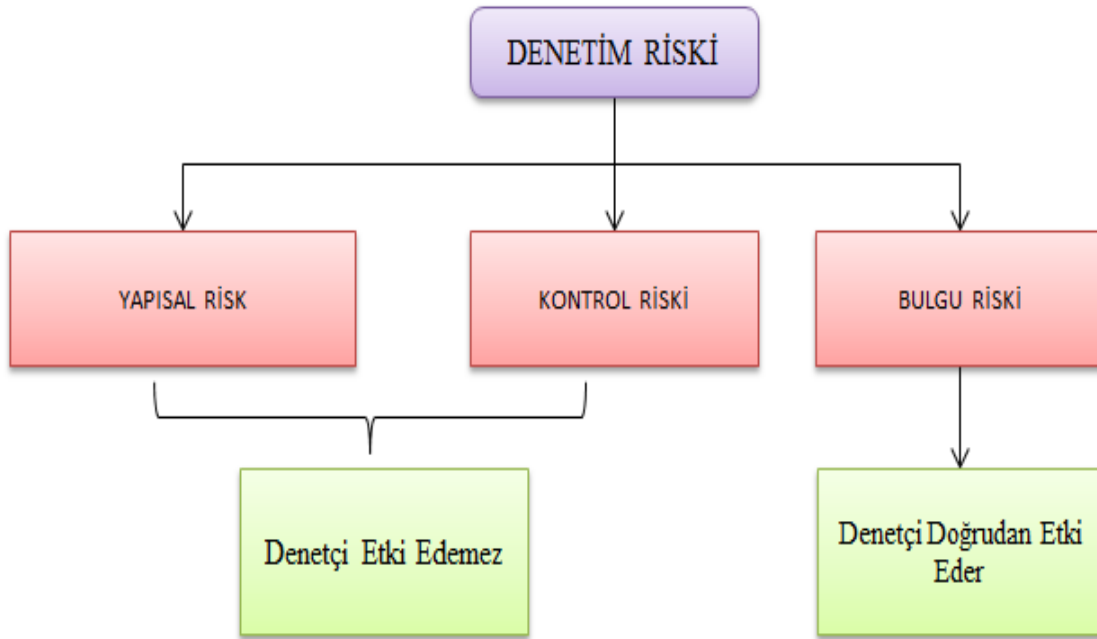 DENETİM RİSKİ
YAPISAL RİSK
KONTROL RİSKİ
BULGU RİSKİ
Denetçi Etki Edemez
Denetçi Doğrudan Etki
Eder